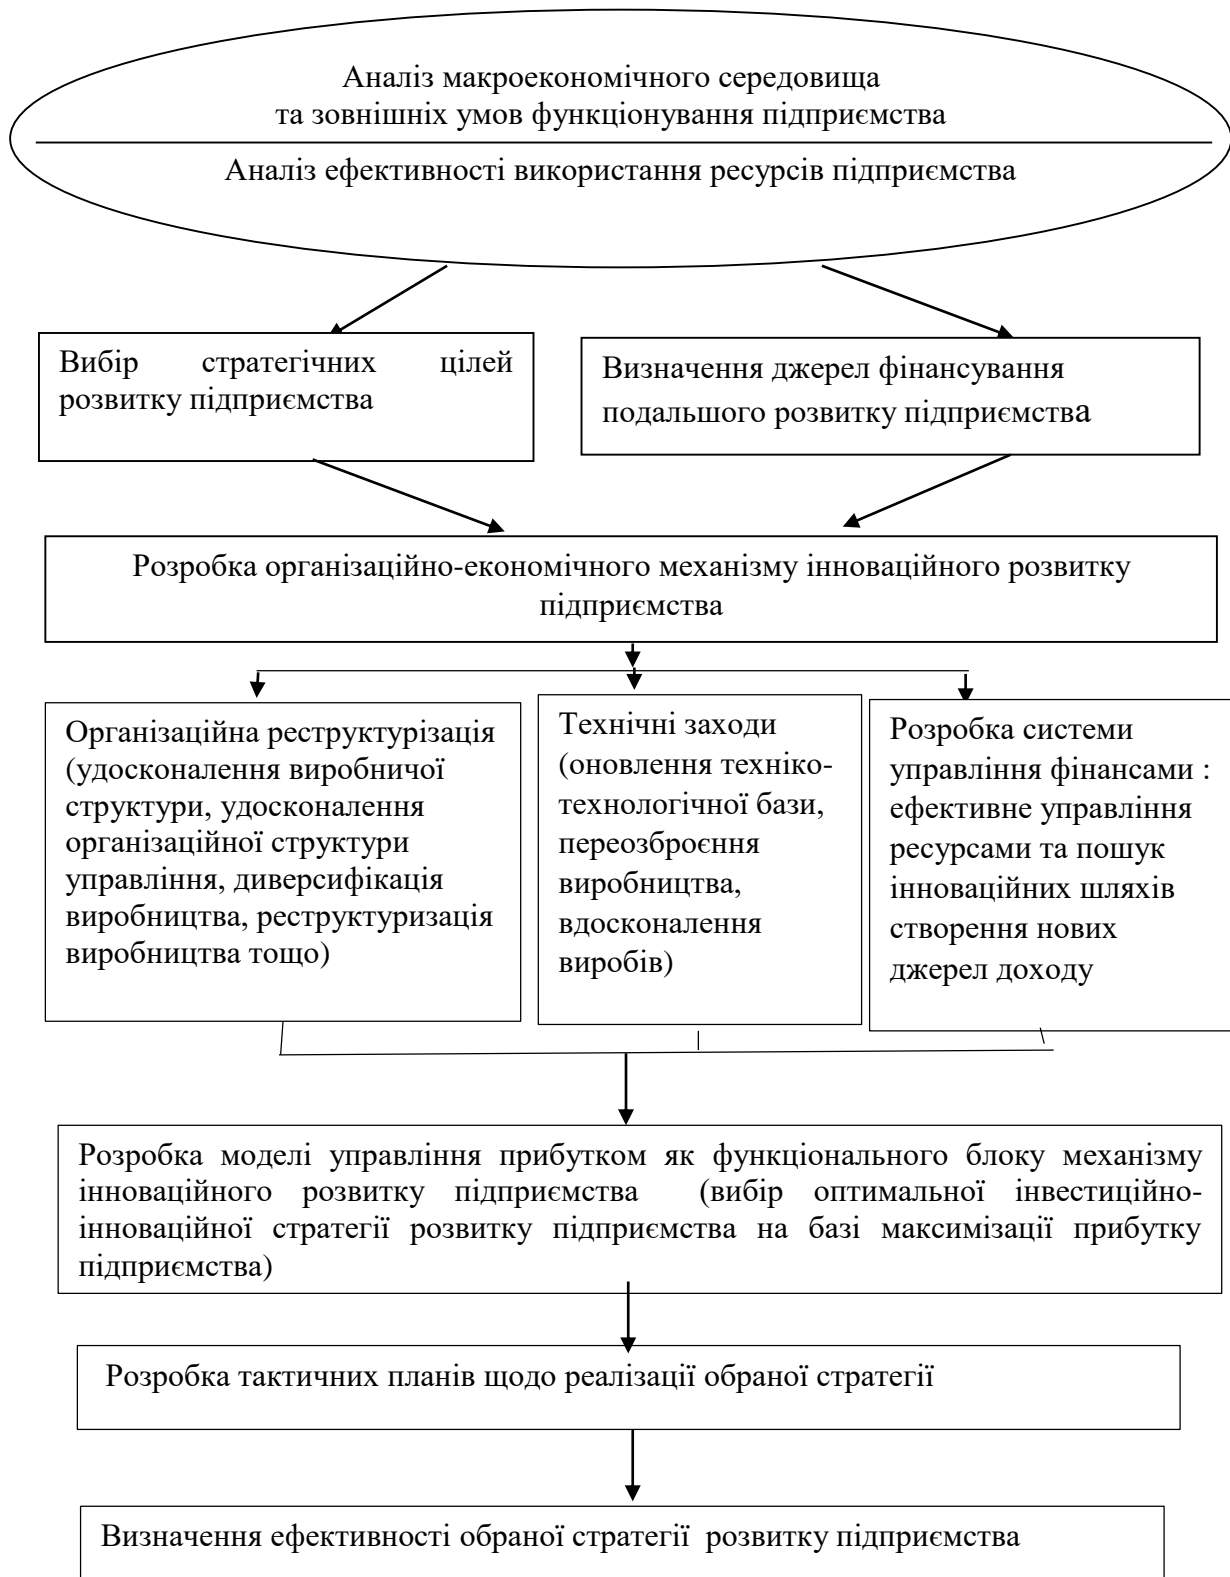 Аналіз макроекономічного середовища
та зовнішніх умов функціонування підприємства
Аналіз ефективності використання ресурсів підприємства
Вибір стратегічних цілей
розвитку підприємства
Визначення джерел фінансування
подальшого розвитку підприємства
Розробка організаційно-економічного механізму інноваційного розвитку
підприємства
Організаційна реструктурізація
(удосконалення виробничої
структури, удосконалення
організаційної структури
управління, диверсифікація
виробництва, реструктуризація
виробництва тощо)
Технічні заходи
(оновлення техніко-
технологічної бази,
переозброєння
виробництва,
вдосконалення
виробів)
Розробка системи
управління фінансами :
ефективне управління
ресурсами та пошук
інноваційних шляхів
створення нових
джерел доходу
Розробка моделі управління прибутком як функціонального блоку механізму
інноваційного розвитку підприємства (вибір оптимальної інвестиційно-
інноваційної стратегії розвитку підприємства на базі максимізації прибутку
підприємства)
Розробка тактичних планів щодо реалізації обраної стратегії
Визначення ефективності обраної стратегії розвитку підприємства